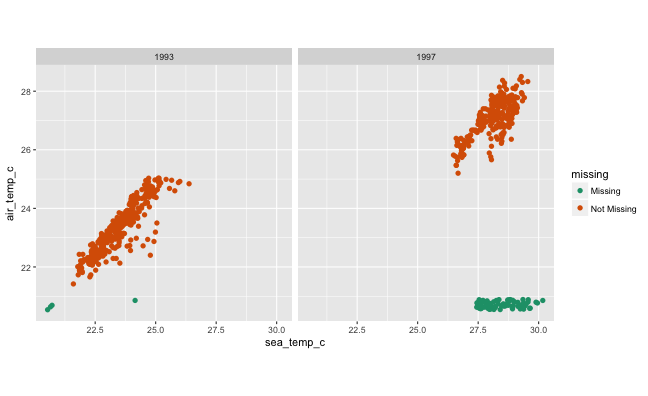 1993
1997
28
26
24
22
air_temp_c
22.5
25.0
27.5
30.0
22.5
25.0
27.5
30.0
sea_temp_c
missing
Missing
Not Missing